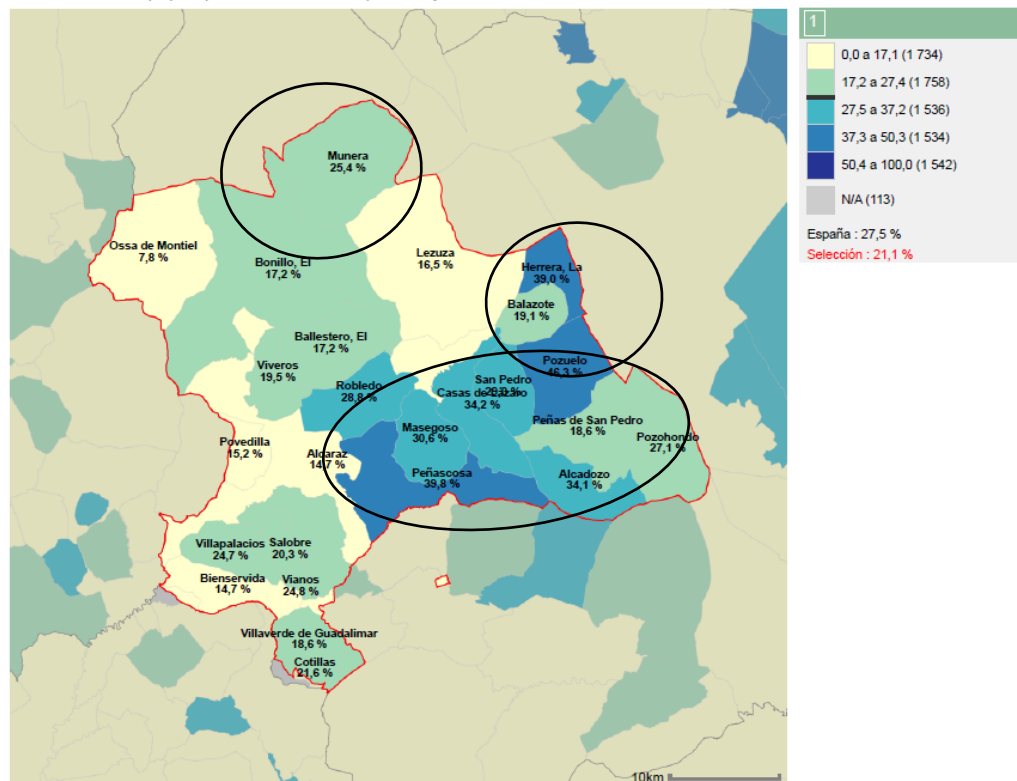 1
0,0 a 17,1 (1 734)
17,2 a 27,4 (1 758)
27,5 a 37,2 (1 536)
37,3 a 50,3 (1 534)
50,4 a 100,0 (1 542)
N/A (113)
España : 27,5 %
Selección : 21,1 %
Munera
25,4 %
Ossa de Montiel
7,8 %
Bonillo, El
17,2 %
Lezuza
16,5 %
Herrera, La
39,0 %
Balazote
19,1 %
Ballestero, El
17,2 %
Viveros
19,5 %
Robledo
28,8 %
Pozuelo
46,3 %
San Pedro
Casas de Lázaro
34,2 %
Masegoso
30,6 %
Peñas de San Pedro
18,6 %
Pozohondo
27,1 %
Povedilla
15,2 %
Alcaraz
14,7 %
Peñascosa
39,8 %
Alcadozo
34,1 %
Villapalacios
24,7 %
Salobre
20,3 %
Bienservida
14,7 %
Vianos
24,8 %
Villaverde de Guadalimar
18,6 %
Cotillas
21,6 %
10km